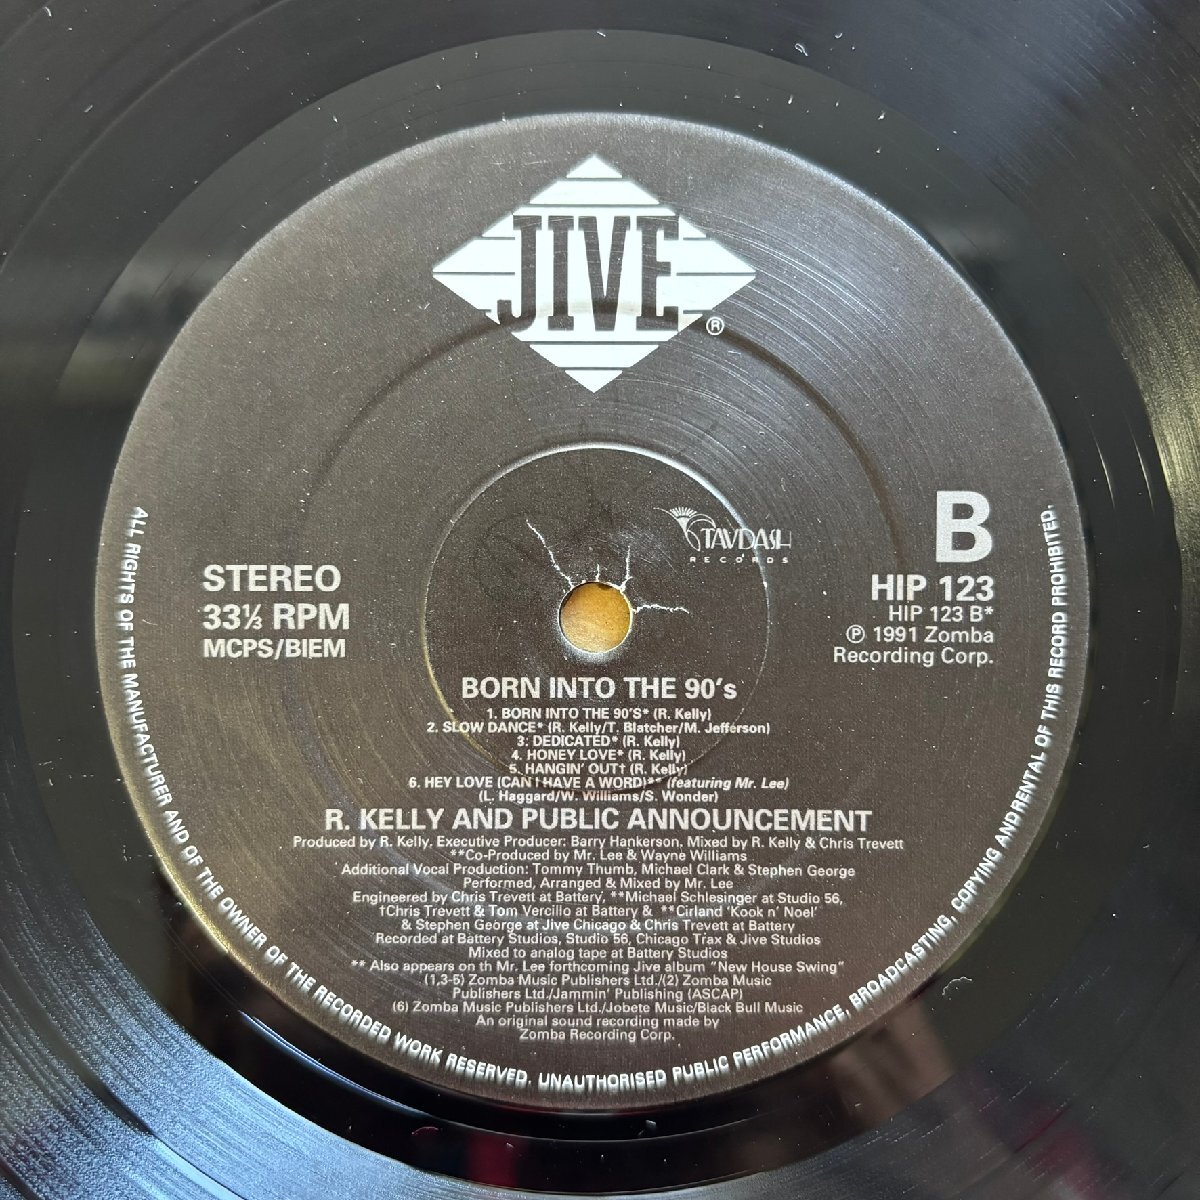 JIVE
®
TAVDASH
RECORDS
B
STEREO
33⅓ RPM
MCPS/BIEM
HIP 123
HIP 123 B*
℗ 1991 Zomba
Recording Corp.
BORN INTO THE 90's
1. BORN INTO THE 90'S* (R. Kelly)
2. SLOW DANCE* (R. Kelly/T. Blatcher/M. Jefferson)
3: DEDICATED* (R. Kelly)
4. HONEY LOVE* (R. Kelly)
5. HANGIN' OUT† (R. Kelly)
6. HEY LOVE (CAN I HAVE A WORD)** (featuring Mr. Lee)
(L. Haggard/W. Williams/S. Wonder)
R. KELLY AND PUBLIC ANNOUNCEMENT
Produced by R. Kelly. Executive Producer: Barry Hankerson. Mixed by R. Kelly & Chris Trevett
**Co-Produced by Mr. Lee & Wayne Williams
Additional Vocal Production: Tommy Thumb, Michael Clark & Stephen George
Performed, Arranged & Mixed by Mr. Lee
Engineered by Chris Trevett at Battery, **Michael Schlesinger at Studio 56,
†Chris Trevett & Tom Vercillo at Battery & **Cirland 'Kook n' Noel'
& Stephen George at Jive Chicago & Chris Trevett at Battery
Recorded at Battery Studios, Studio 56, Chicago Trax & Jive Studios
Mixed to analog tape at Battery Studios
** Also appears on th Mr. Lee forthcoming Jive album "New House Swing"
(1,3-5) Zomba Music Publishers Ltd./(2) Zomba Music
Publishers Ltd./Jammin' Publishing (ASCAP)
(6) Zomba Music Publishers Ltd./Jobete Music/Black Bull Music
An original sound recording made by
Zomba Recording Corp.
ALL RIGHTS OF THE MANUFACTURER AND OF THE OWNER OF THE RECORDED WORK RESERVED. UNAUTHORISED PUBLIC PERFORMANCE, BROADCASTING, COPYING ANDRENTAL OF THIS RECORD PROHIBITED.